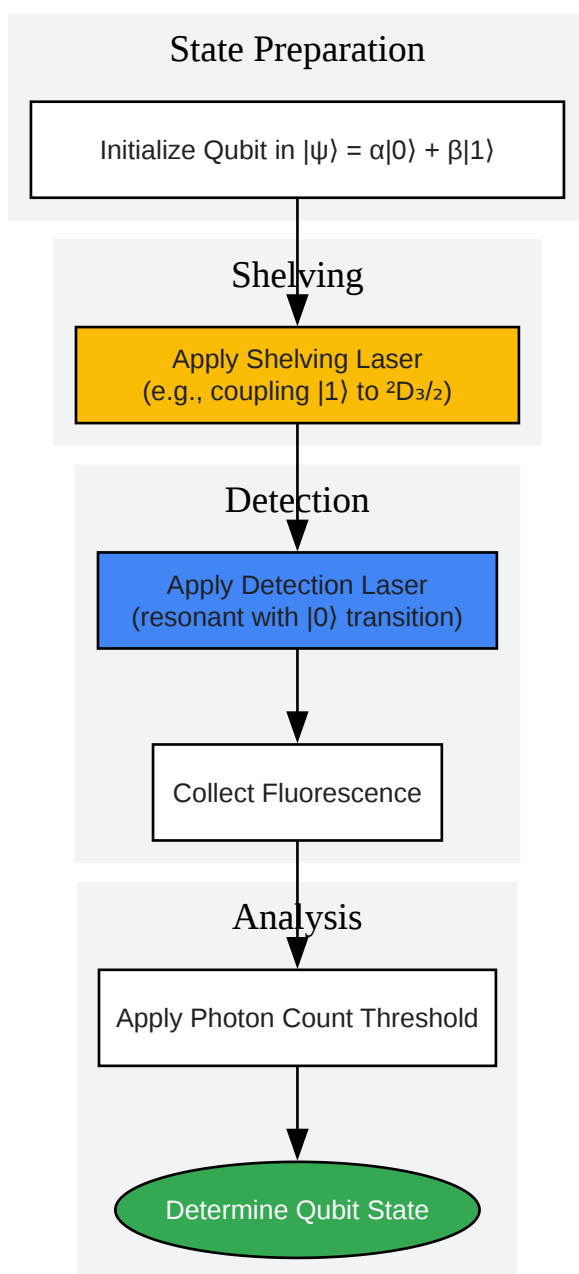 State Preparation
Initialize Qubit in |ψ⟩ = α|0⟩ + β|1⟩
Shelving
Apply Shelving Laser
(e.g., coupling |1⟩ to ²D₃/₂)
Detection
Apply Detection Laser
(resonant with |0⟩ transition)
Collect Fluorescence
Analysis
Apply Photon Count Threshold
Determine Qubit State